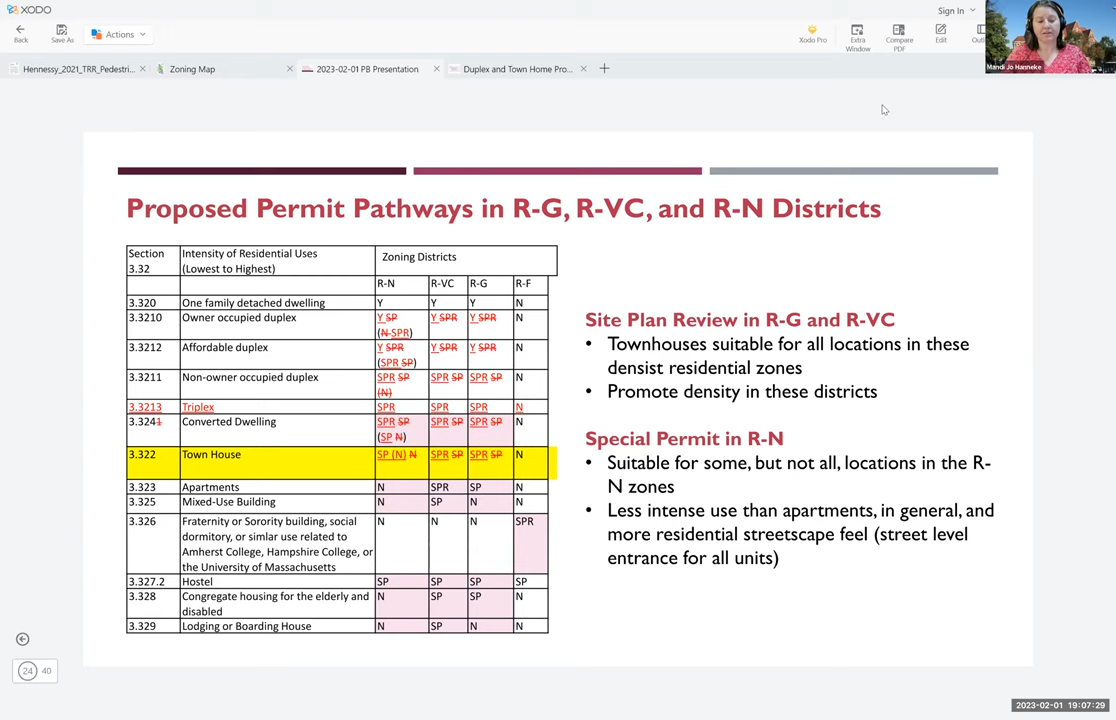 XODO
Sign In
Back
Save As
Actions
Xodo Pro
Extra Window
Compare PDF
Edit
Mandi Jo Hanneke
Hennessy_2021_TRR_Pedestri...
Zoning Map
2023-02-01 PB Presentation
Duplex and Town Home Pro...
Proposed Permit Pathways in R-G, R-VC, and R-N Districts
Section 3.32 Intensity of Residential Uses (Lowest to Highest) Zoning Districts
R-N R-VC R-G R-F
3.320 One family detached dwelling Y Y Y N
3.3210 Owner occupied duplex Y SP (N SPR) Y SPR Y SPR N
3.3212 Affordable duplex Y SPR (SPR SP) Y SPR Y SPR N
3.3211 Non-owner occupied duplex SPR SP (N) SPR SP SPR SP N
3.3213 Triplex SPR SPR SPR N
3.3241 Converted Dwelling SPR SP (SP N) SPR SP SPR SP N
3.322 Town House SP (N) N SPR SP SPR SP N
3.323 Apartments N SPR SP N
3.325 Mixed-Use Building N SP N N
3.326 Fraternity or Sorority building, social N N N SPR
dormitory, or simlar use related to
Amherst College, Hampshire College, or
the University of Massachusetts
3.327.2 Hostel SP SP SP SP
3.328 Congregate housing for the elderly and N SP SP N
disabled
3.329 Lodging or Boarding House N SP N N
Site Plan Review in R-G and R-VC
• Townhouses suitable for all locations in these
densist residential zones
• Promote density in these districts
Special Permit in R-N
• Suitable for some, but not all, locations in the R-
N zones
• Less intense use than apartments, in general, and
more residential streetscape feel (street level
entrance for all units)
24 40
2023-02-01 19:07:29